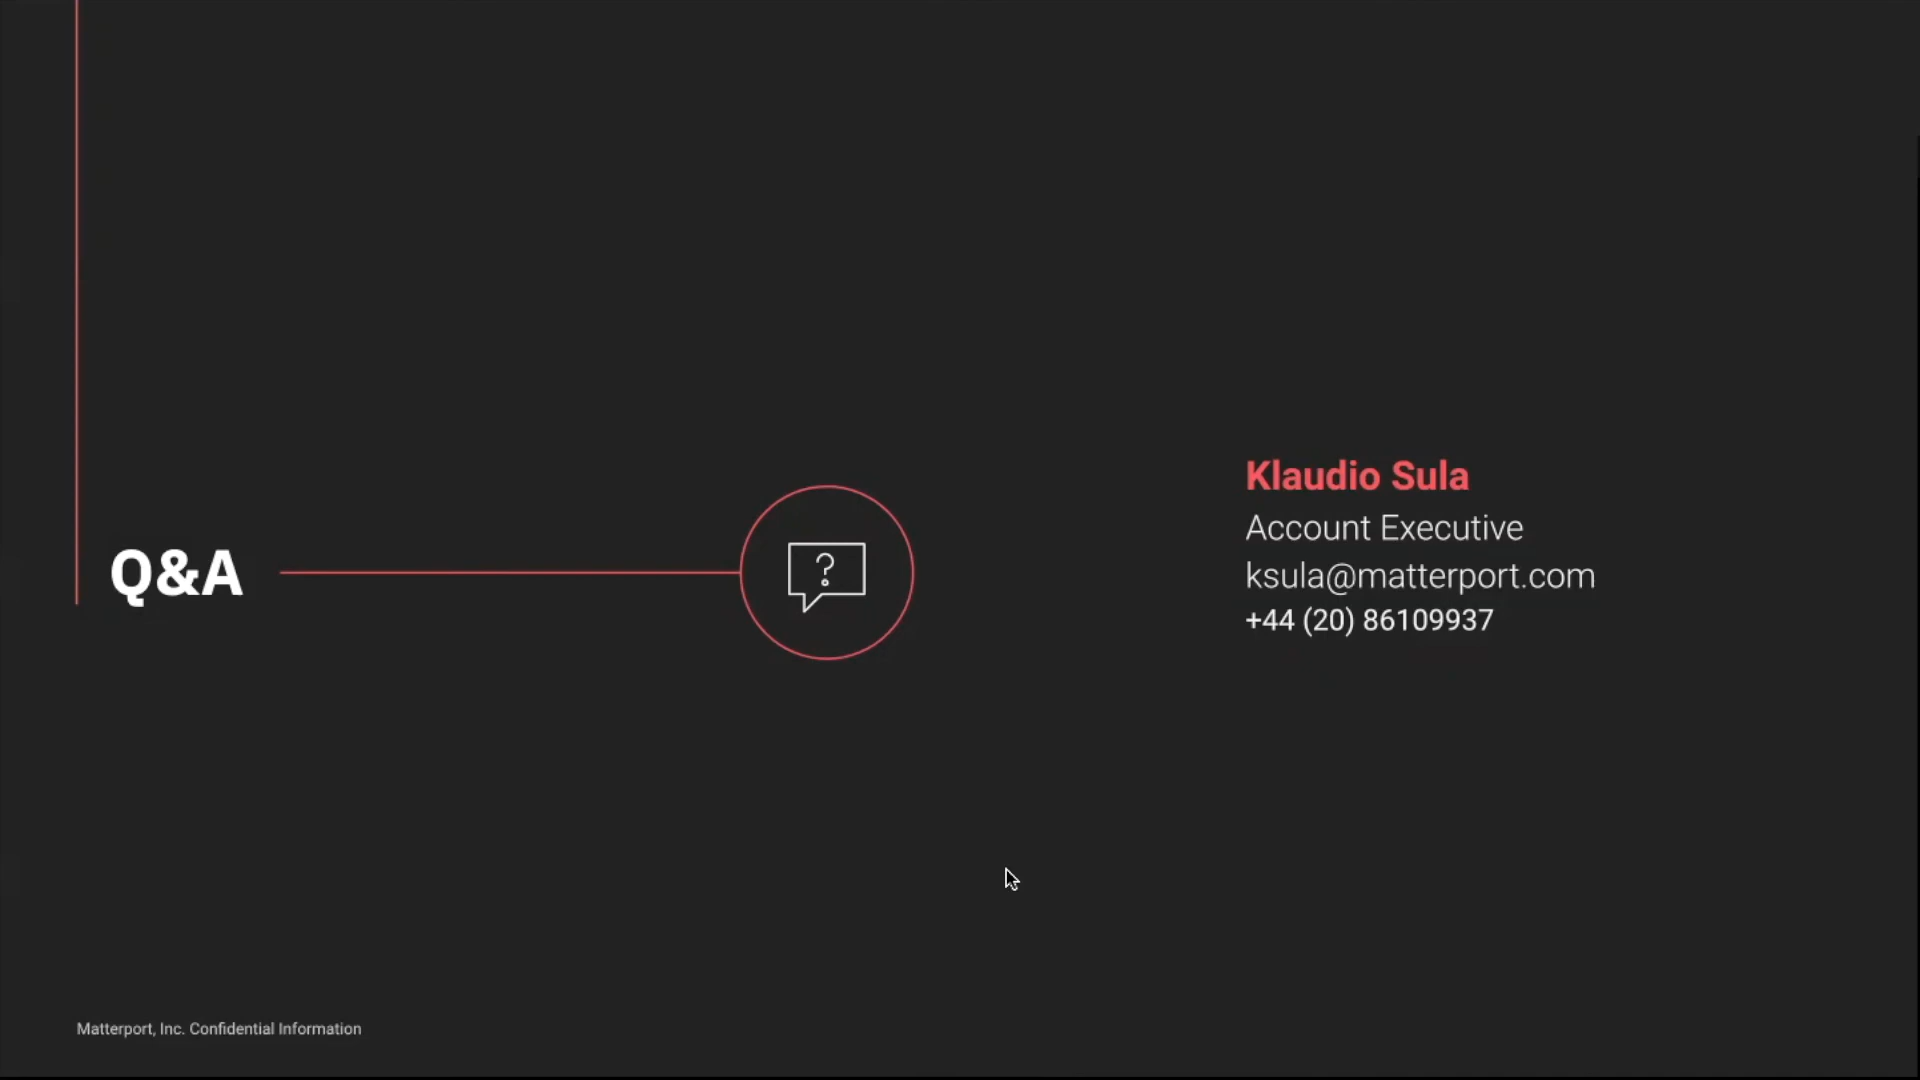 Q&A
?
Klaudio Sula
Account Executive
ksula@matterport.com
+44 (20) 86109937
Matterport, Inc. Confidential Information